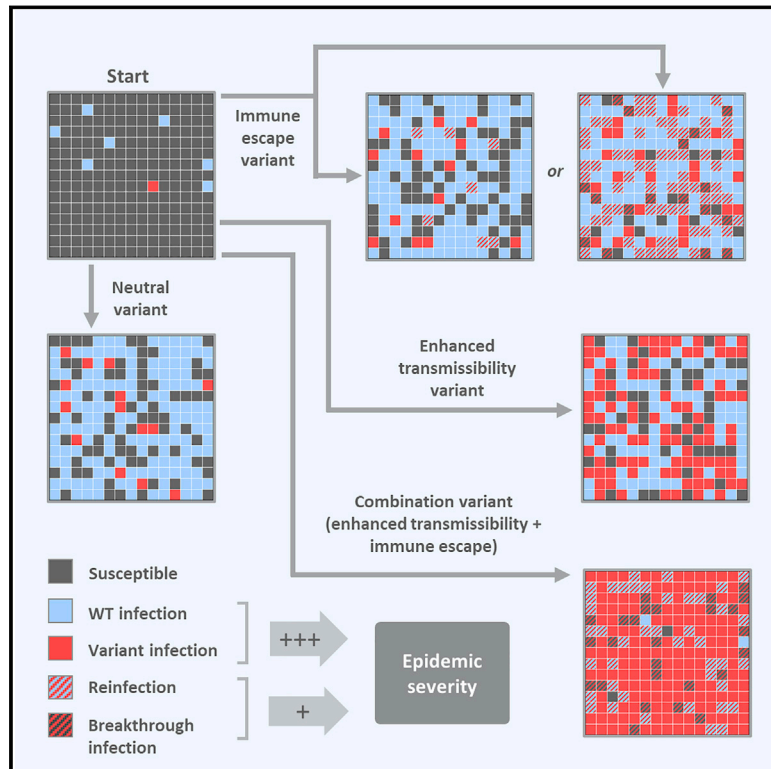 Start
Immune
escape
variant
or
Neutral
variant
Enhanced
transmissibility
variant
Combination variant
(enhanced transmissibility +
immune escape)
Susceptible
WT infection
Variant infection
Reinfection
Breakthrough
infection
+++
+
Epidemic
severity